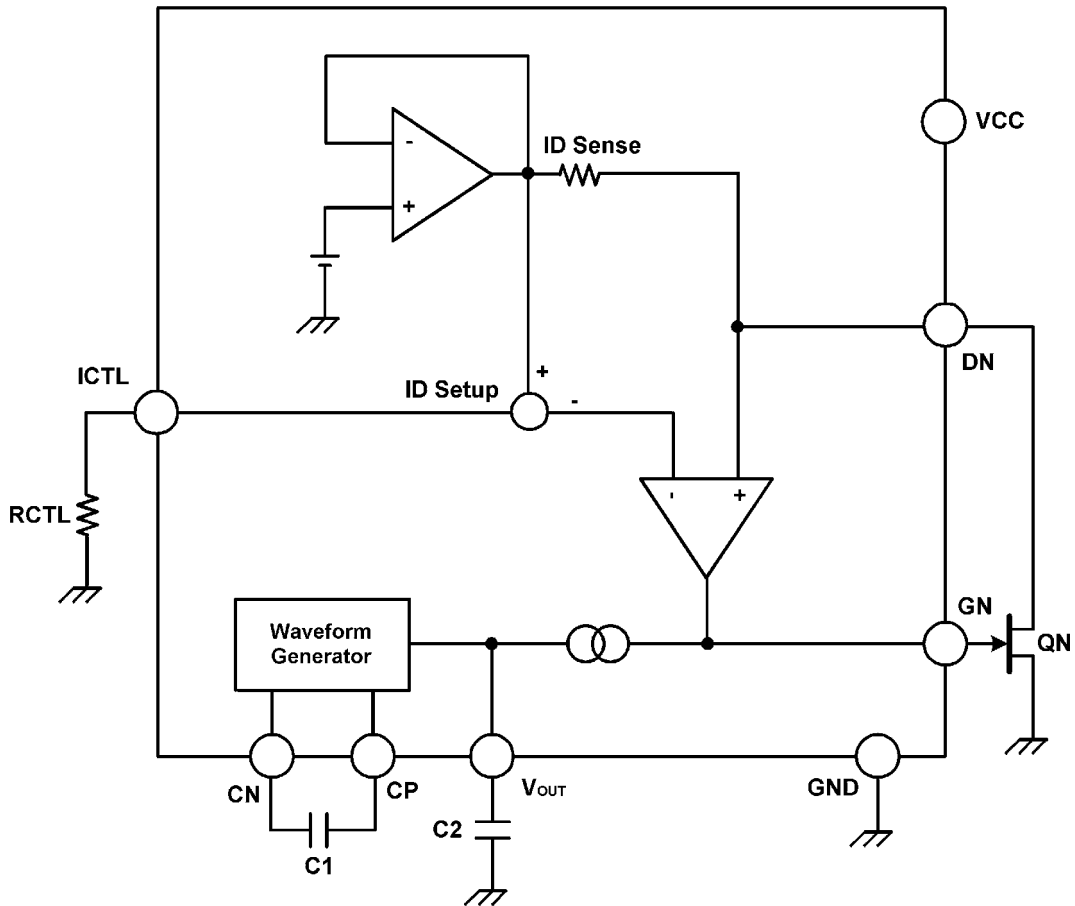 VCC
ID Sense
-
+
DN
ICTL
ID Setup
+
-
RCTL
-
+
GN
QN
Waveform
Generator
CN
CP
VOUT
GND
C1
C2